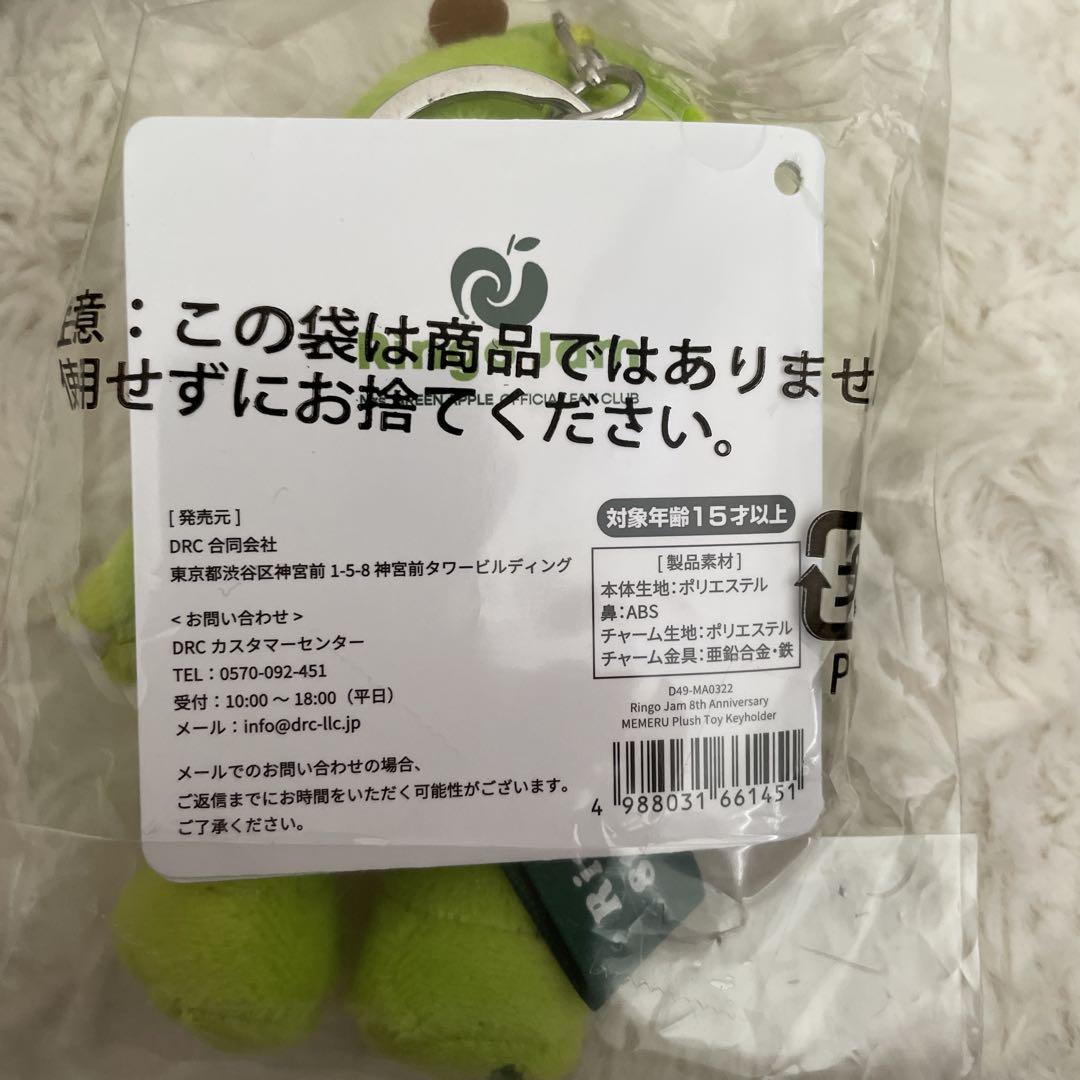 注意：この袋は商品ではありませ
使用せずにお捨てください。
Ringo Jam
Mrs. GREEN APPLE OFFICIAL FAN CLUB
[ 発売元 ]
DRC 合同会社
東京都渋谷区神宮前 1-5-8 神宮前タワービルディング
< お問い合わせ >
DRC カスタマーセンター
TEL：0570-092-451
受付：10:00 ～ 18:00（平日）
メール：info@drc-llc.jp
メールでのお問い合わせの場合、
ご返信までにお時間をいただく可能性がございます。
ご了承ください。
対象年齢15才以上
[ 製品素材 ]
本体生地：ポリエステル
鼻：ABS
チャーム生地：ポリエステル
チャーム金具：亜鉛合金・鉄
D49-MA0322
Ringo Jam 8th Anniversary
MEMERU Plush Toy Keyholder
4 988031 661451
P
Ri
8